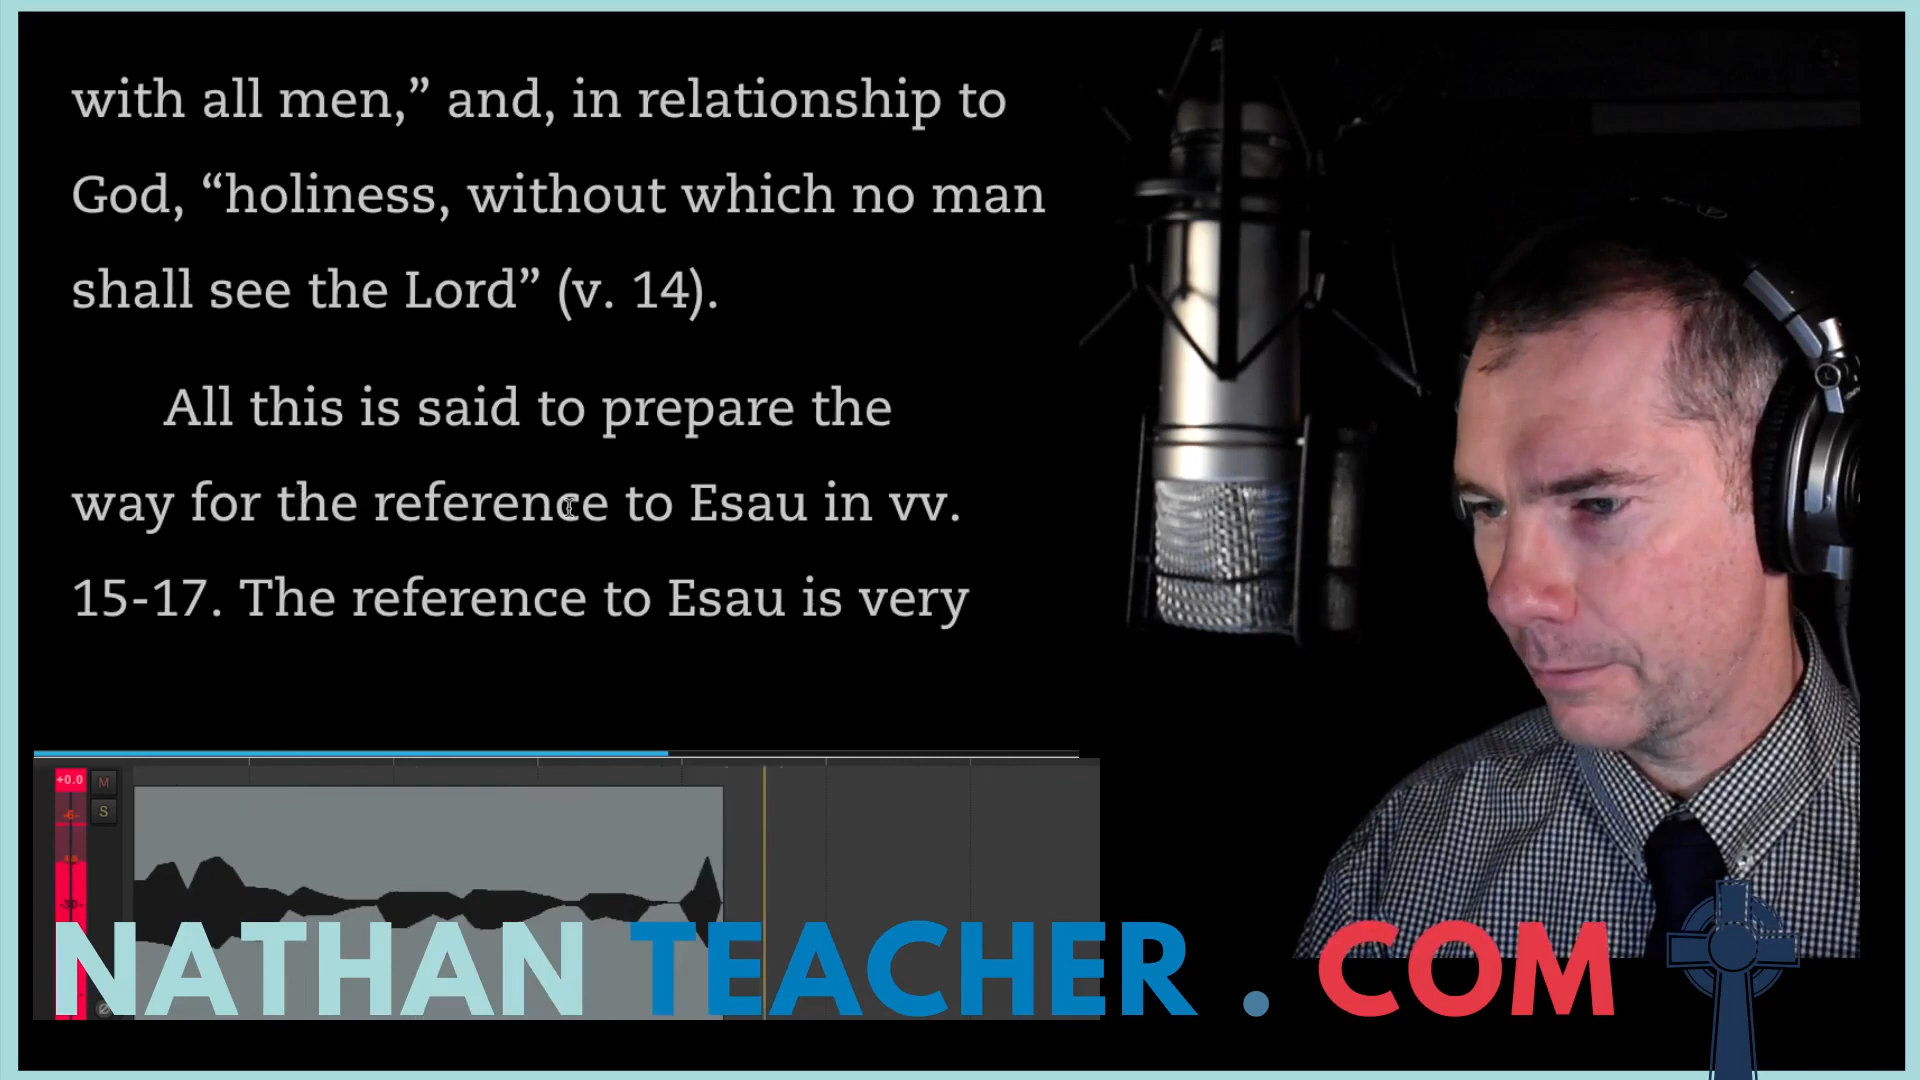 with all men,” and, in relationship to
God, “holiness, without which no man
shall see the Lord” (v. 14).
All this is said to prepare the
way for the reference to Esau in vv.
15-17. The reference to Esau is very
+0.0
M
-6-
S
-30-
NATHAN TEACHER . COM